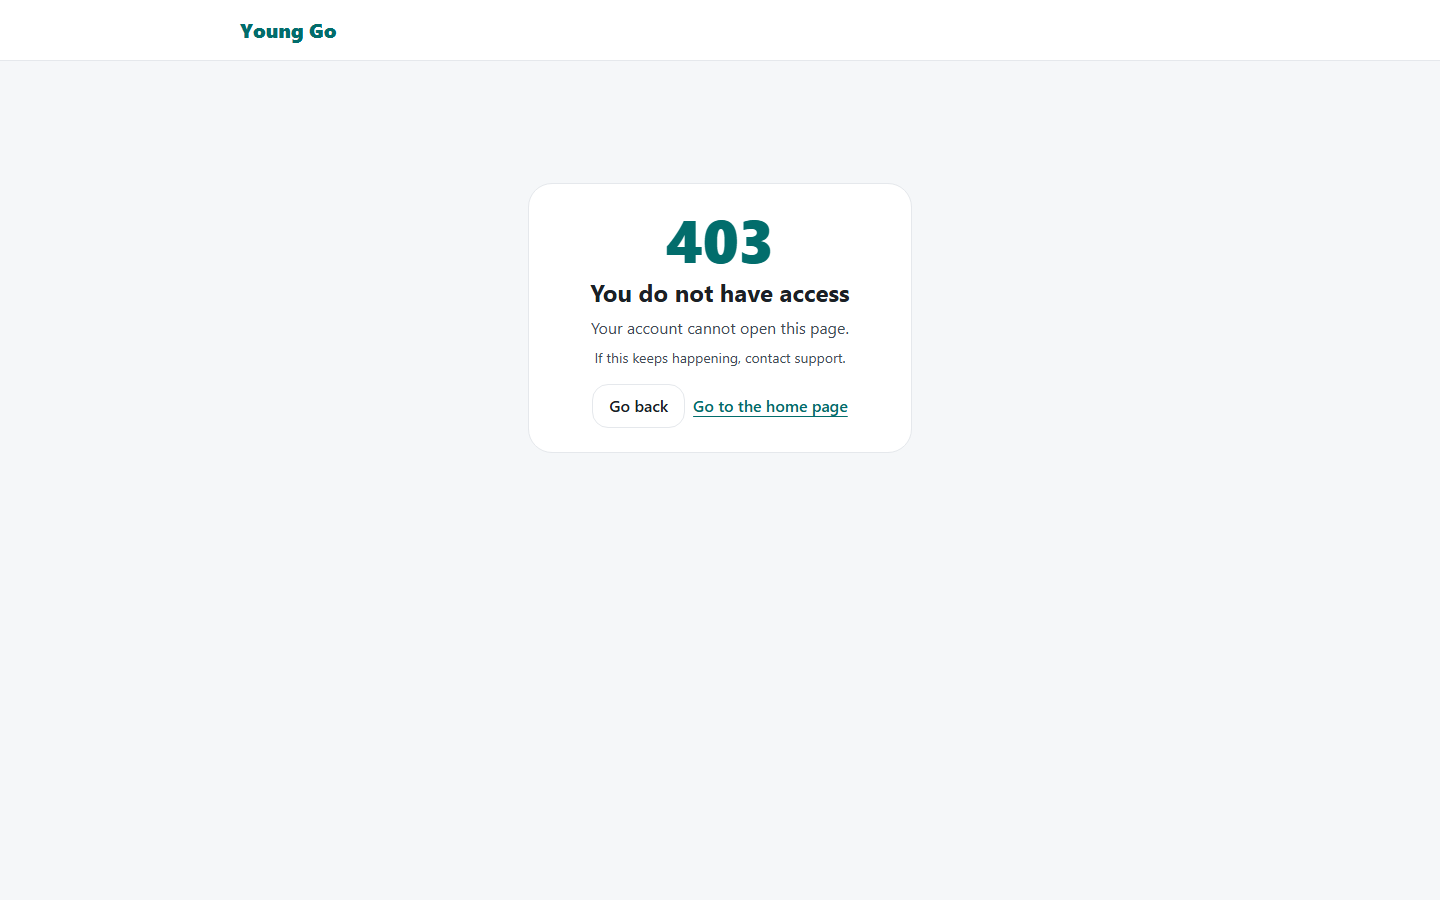 Young Go
403
You do not have access
Your account cannot open this page.
If this keeps happening, contact support.
Go back Go to the home page